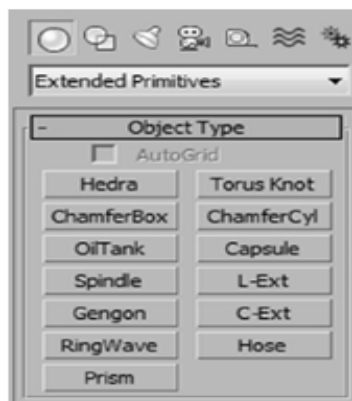 Extended Primitives
- Object Type
AutoGrid
Hedra Torus Knot
ChamferBox ChamferCyl
OilTank Capsule
Spindle L-Ext
Gengon C-Ext
RingWave Hose
Prism